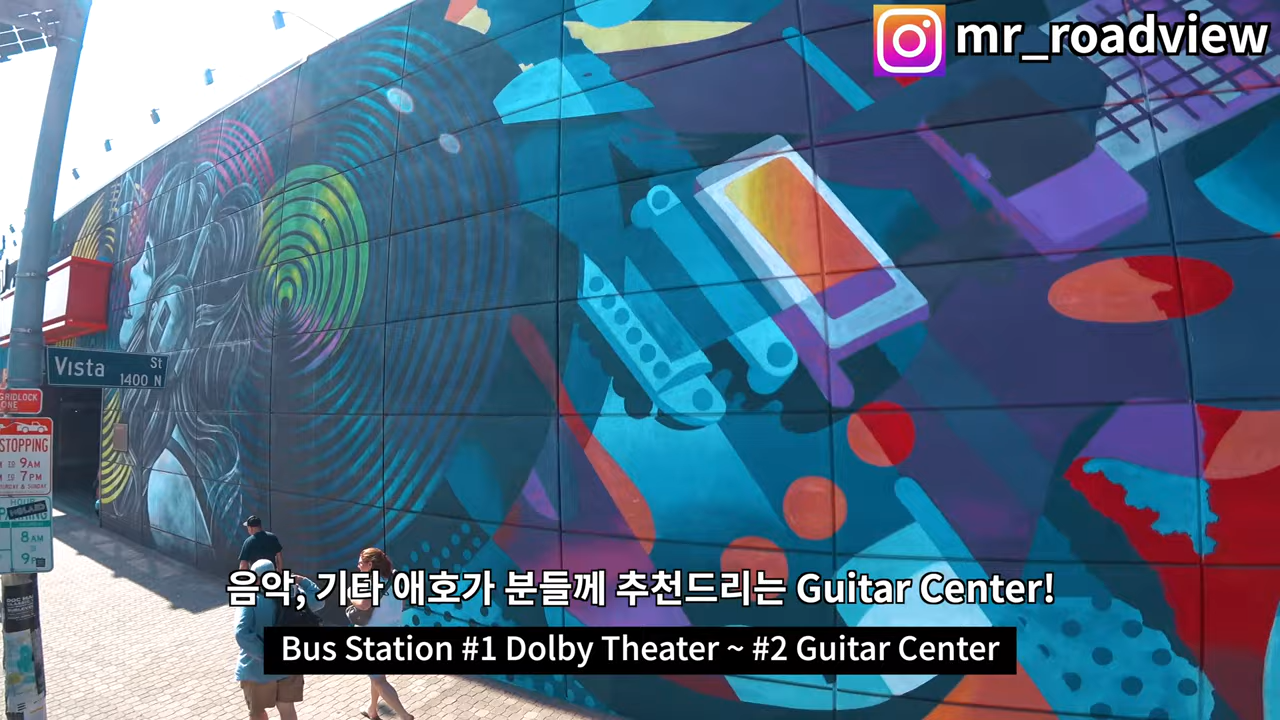 mr_roadview
Vista St
1400 N
GRIDLOCK
ZONE
STOPPING
9AM
7PM
8AM
음악, 기타 애호가 분들께 추천드리는 Guitar Center!
Bus Station #1 Dolby Theater ~ #2 Guitar Center